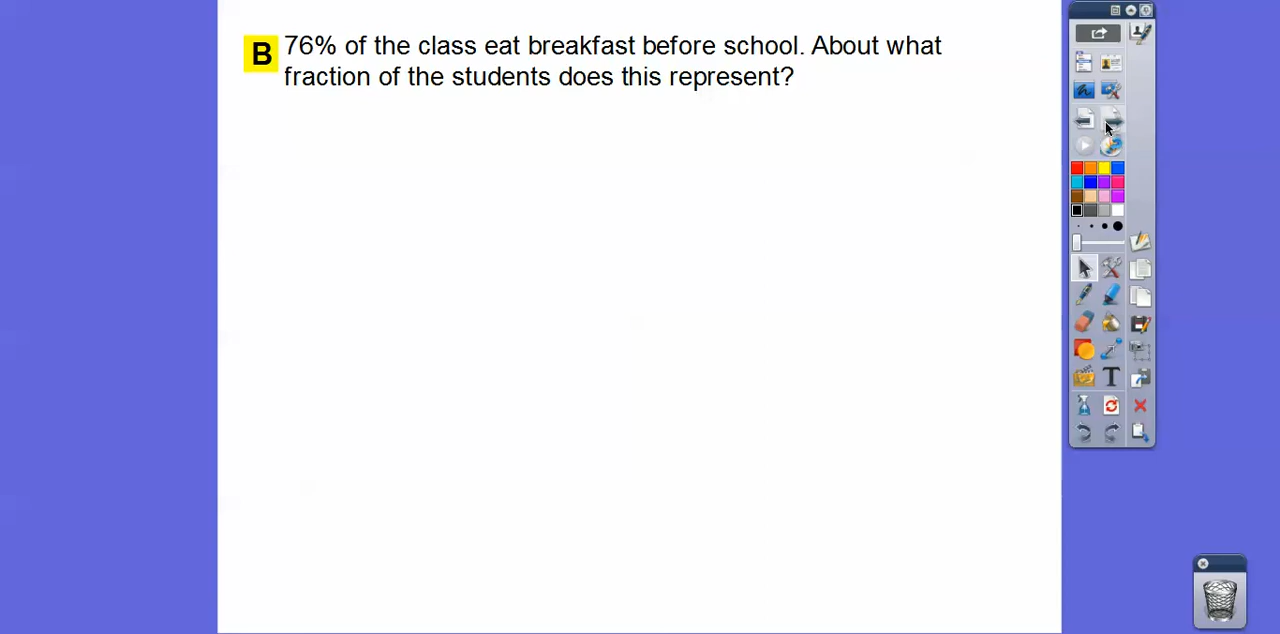 B 76% of the class eat breakfast before school. About what
fraction of the students does this represent?
T